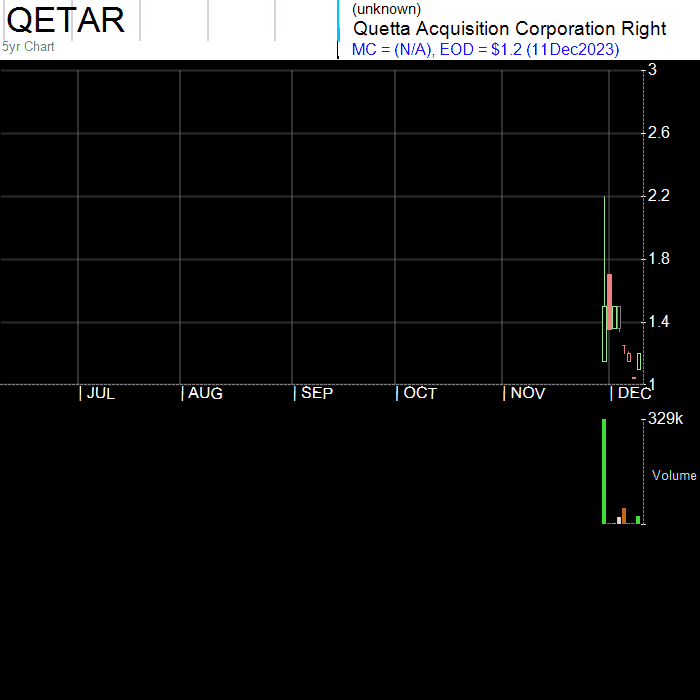 QETAR
5yr Chart
(unknown)
Quetta Acquisition Corporation Right
MC = (N/A), EOD = $1.2 (11Dec2023)
3
2.6
2.2
1.8
1.4
1
| JUL | AUG | SEP | OCT | NOV | DEC
329k
Volume